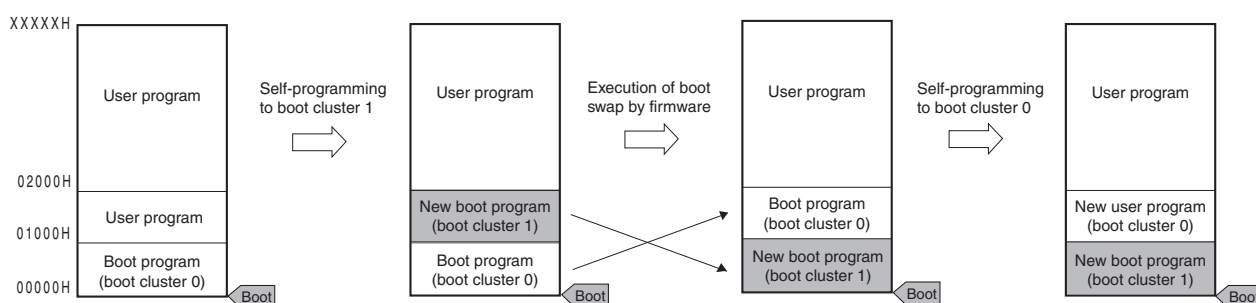 XXXXXH
User program
02000H
User program
01000H
Boot program
(boot cluster 0)
00000H
Boot
Self-programming
to boot cluster 1
User program
New boot program
(boot cluster 1)
Boot program
(boot cluster 0)
Boot
Execution of boot
swap by firmware
User program
Boot program
(boot cluster 0)
New boot program
(boot cluster 1)
Boot
Self-programming
to boot cluster 0
User program
New user program
(boot cluster 0)
New boot program
(boot cluster 1)
Boot